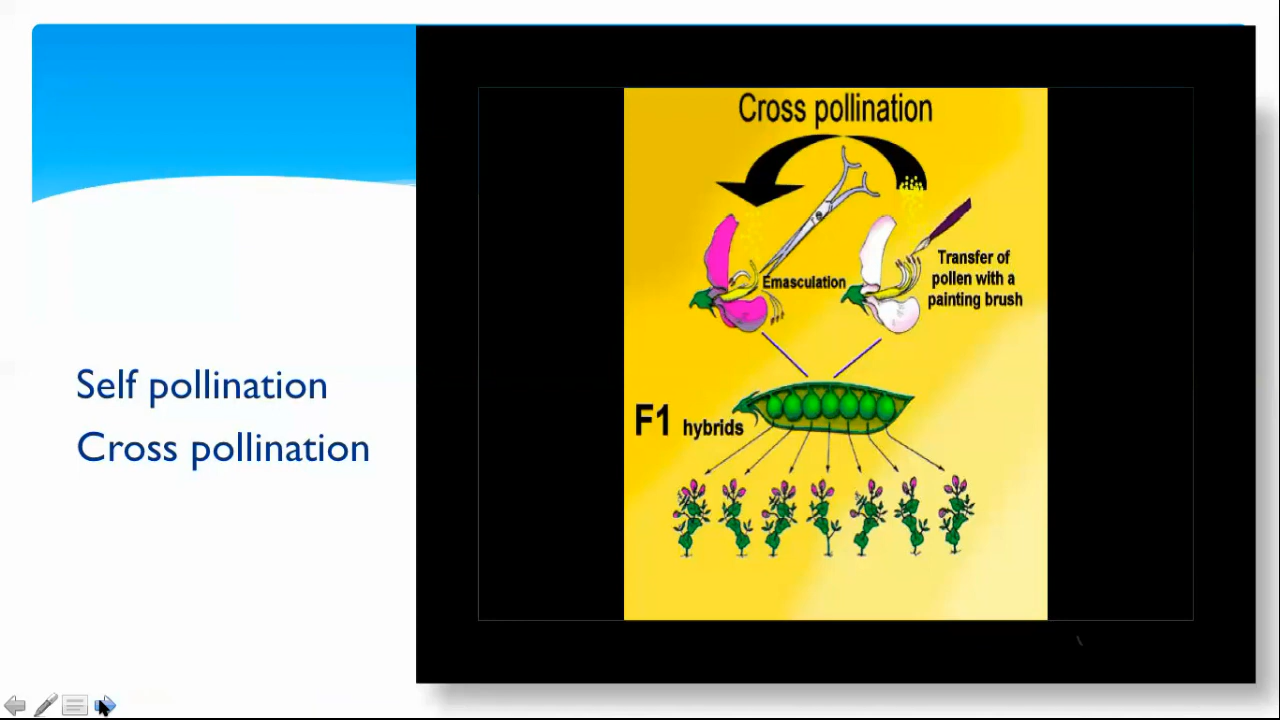 Self pollination
Cross pollination
Cross pollination
Emasculation
Transfer of
pollen with a
painting brush
F1 hybrids